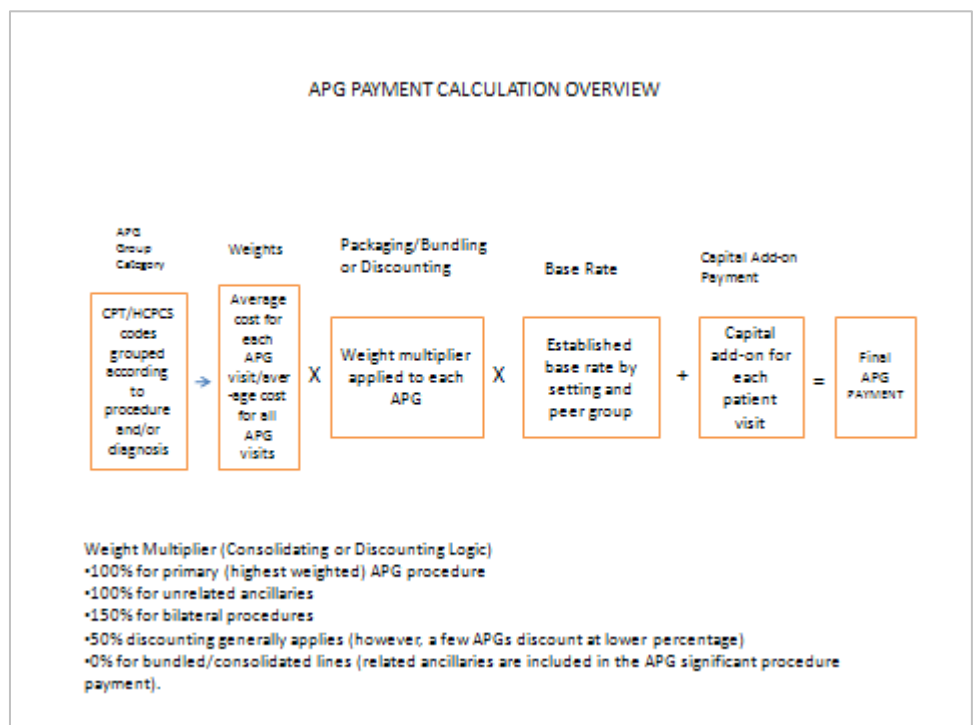 APG PAYMENT CALCULATION OVERVIEW
APG
Group
Category
Weights
Packaging/Bundling
or Discounting
Base Rate
Capital Add-on
Payment
CPT/HCPCS
codes
grouped
according
to
procedure
and/or
diagnosis
Average
cost for
each
APG
visit/aver
-age cost
for all
APG
visits
X
Weight multiplier
applied to each
APG
X
Established
base rate by
setting and
peer group
+
Capital
add-on for
each
patient
visit
=
Final
APG
PAYMENT
Weight Multiplier (Consolidating or Discounting Logic)
•100% for primary (highest weighted) APG procedure
•100% for unrelated ancillaries
•150% for bilateral procedures
•50% discounting generally applies (however, a few APGs discount at lower percentage)
•0% for bundled/consolidated lines (related ancillaries are included in the APG significant procedure
payment).